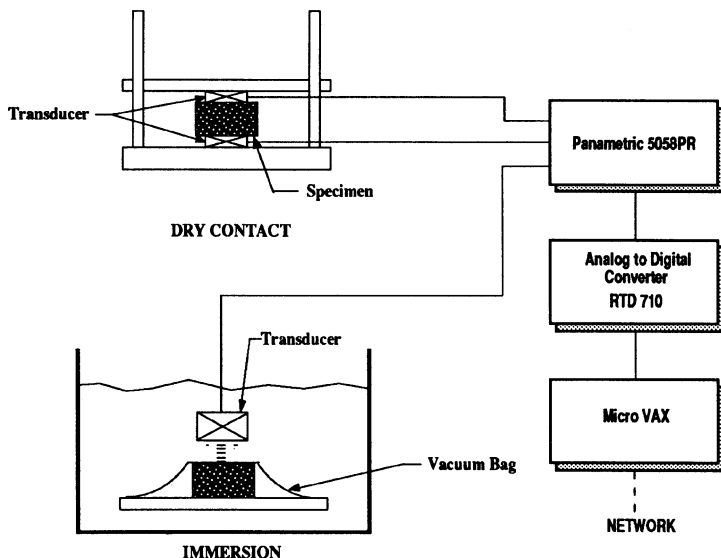 Transducer
Specimen
DRY CONTACT
Panametric 5058PR
Analog to Digital
Converter
RTD 710
Micro VAX
NETWORK
Transducer
Vacuum Bag
IMMERSION